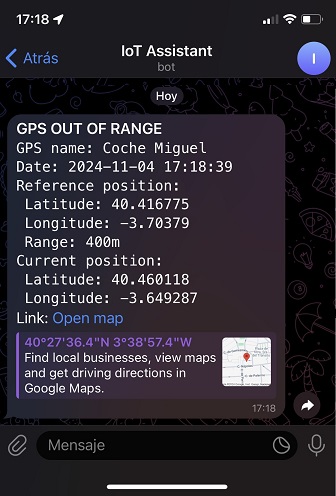 17:18
Atrás
IoT Assistant
bot
I
Hoy
GPS OUT OF RANGE
GPS name: Coche Miguel
Date: 2024-11-04 17:18:39
Reference position:
Latitude: 40.416775
Longitude: -3.70379
Range: 400m
Current position:
Latitude: 40.460118
Longitude: -3.649287
Link: Open map
40°27'36.4"N 3°38'57.4"W
Find local businesses, view maps
and get driving directions in
Google Maps.
17:18
Mensaje